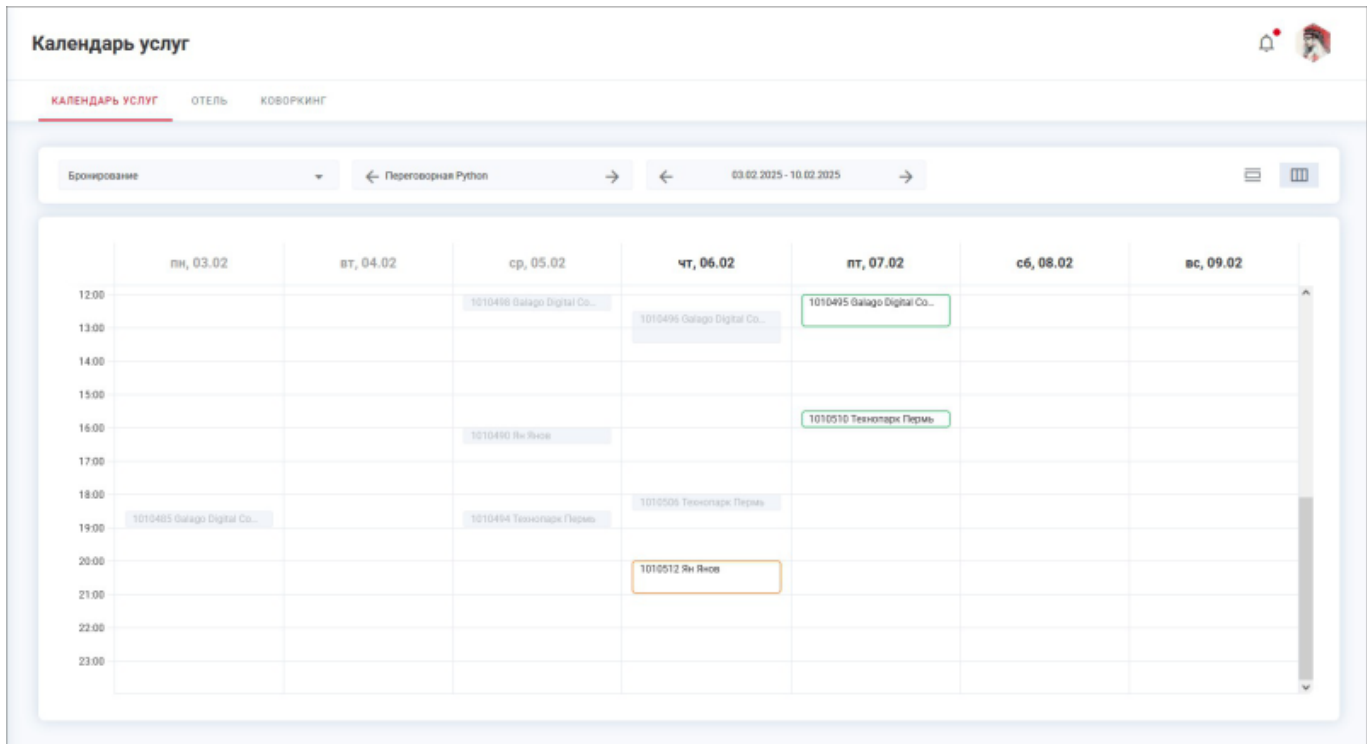 Календарь услуг
КАЛЕНДАРЬ УСЛУГ ОТЕЛЬ КОВОРКИНГ
Бронирование Переговорная Python 03.02.2025 - 10.02.2025
пн, 03.02 вт, 04.02 ср, 05.02 чт, 06.02 пт, 07.02 сб, 08.02 вс, 09.02
12:00 1010498 Galago Digital Co... 1010495 Galago Digital Co...
1010496 Galago Digital Co...
13:00
14:00
15:00
1010510 Технопарк Пермь
16:00
1010490 Ян Янов
17:00
18:00 1010506 Технопарк Пермь
1010485 Galago Digital Co... 1010494 Технопарк Пермь
19:00
20:00 1010512 Ян Янов
21:00
22:00
23:00